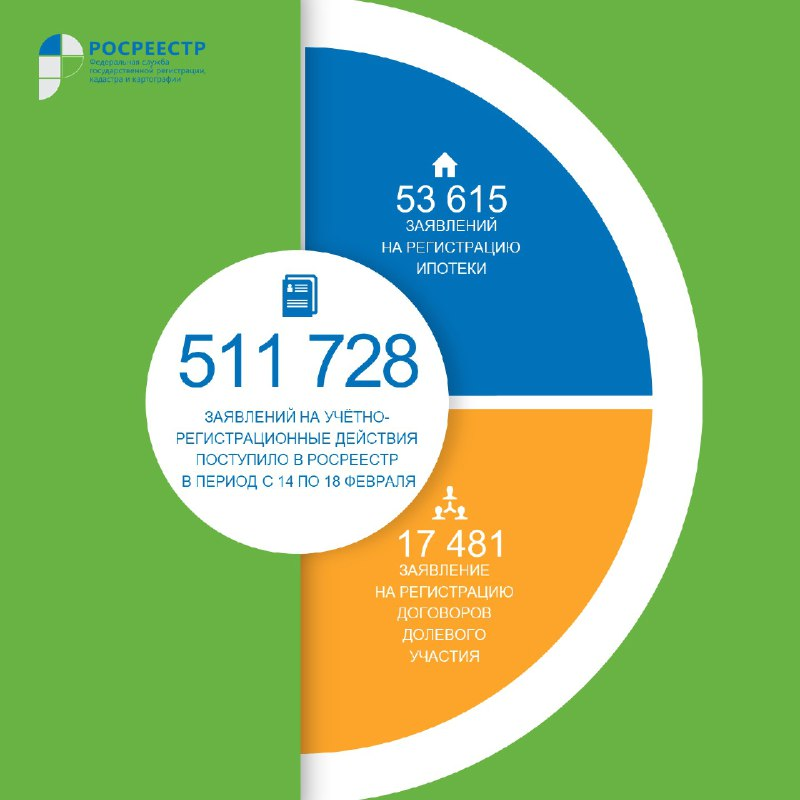 РОСРЕЕСТР
Федеральная служба
государственной регистрации,
кадастра и картографии
53 615
ЗАЯВЛЕНИЙ
НА РЕГИСТРАЦИЮ
ИПОТЕКИ
511 728
ЗАЯВЛЕНИЙ НА УЧЁТНО-
РЕГИСТРАЦИОННЫЕ ДЕЙСТВИЯ
ПОСТУПИЛО В РОСРЕЕСТР
В ПЕРИОД С 14 ПО 18 ФЕВРАЛЯ
17 481
ЗАЯВЛЕНИЕ
НА РЕГИСТРАЦИЮ
ДОГОВОРОВ
ДОЛЕВОГО
УЧАСТИЯ